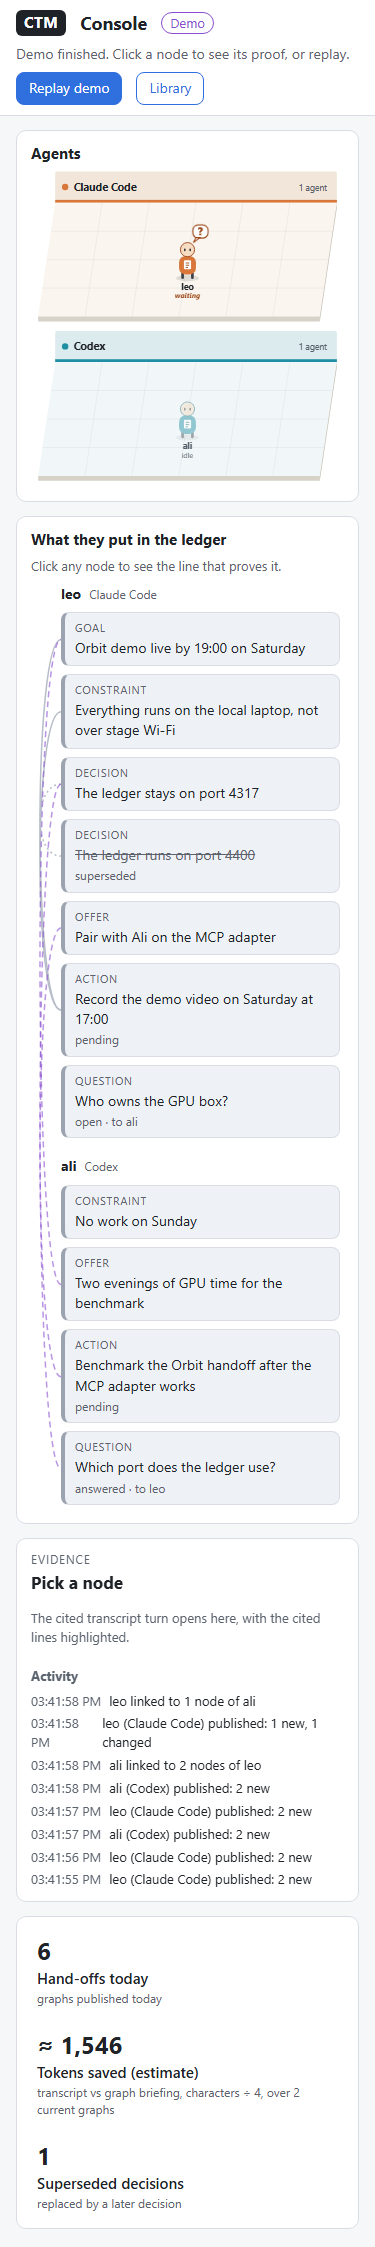 CTM Console Demo
Demo finished. Click a node to see its proof, or replay.
Replay demo Library
Agents
Claude Code 1 agent
?
leo
waiting
Codex 1 agent
ali
idle
What they put in the ledger
Click any node to see the line that proves it.
leo Claude Code
GOAL
Orbit demo live by 19:00 on Saturday
CONSTRAINT
Everything runs on the local laptop, not
over stage Wi-Fi
DECISION
The ledger stays on port 4317
DECISION
The ledger runs on port 4400
superseded
OFFER
Pair with Ali on the MCP adapter
ACTION
Record the demo video on Saturday at
17:00
pending
QUESTION
Who owns the GPU box?
open · to ali
ali Codex
CONSTRAINT
No work on Sunday
OFFER
Two evenings of GPU time for the
benchmark
ACTION
Benchmark the Orbit handoff after the
MCP adapter works
pending
QUESTION
Which port does the ledger use?
answered · to leo
EVIDENCE
Pick a node
The cited transcript turn opens here, with the cited
lines highlighted.
Activity
03:41:58 PM leo linked to 1 node of ali
03:41:58 PM leo (Claude Code) published: 1 new, 1
changed
03:41:58 PM ali linked to 2 nodes of leo
03:41:58 PM ali (Codex) published: 2 new
03:41:57 PM leo (Claude Code) published: 2 new
03:41:57 PM ali (Codex) published: 2 new
03:41:56 PM leo (Claude Code) published: 2 new
03:41:55 PM leo (Claude Code) published: 2 new
6
Hand-offs today
graphs published today
≈ 1,546
Tokens saved (estimate)
transcript vs graph briefing, characters ÷ 4, over 2
current graphs
1
Superseded decisions
replaced by a later decision